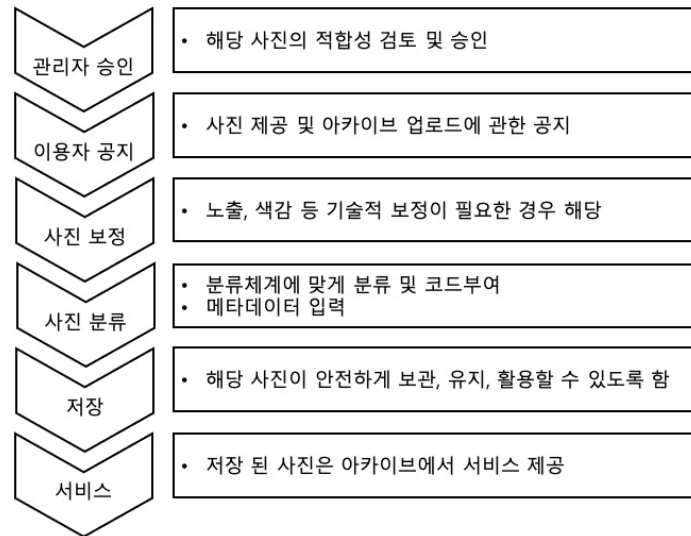 관리자 승인
• 해당 사진의 적합성 검토 및 승인
이용자 공지
• 사진 제공 및 아카이브 업로드에 관한 공지
사진 보정
• 노출, 색감 등 기술적 보정이 필요한 경우 해당
사진 분류
• 분류체계에 맞게 분류 및 코드부여
• 메타데이터 입력
저장
• 해당 사진이 안전하게 보관, 유지, 활용할 수 있도록 함
서비스
• 저장 된 사진은 아카이브에서 서비스 제공